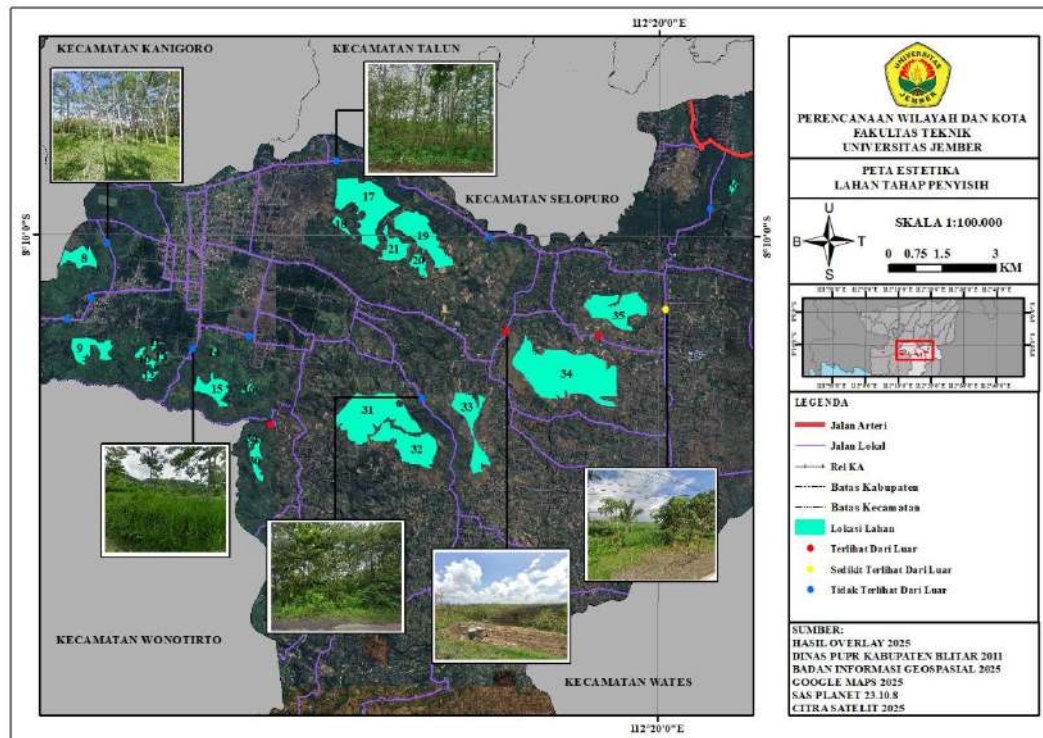 112°20'0"E
KECAMATAN KANIGORO
KECAMATAN TALUN
KECAMATAN SELOPURO
8°10'0"S
8°10'0"S
17
18
19
21
20
8
35
9
34
15
31
33
32
KECAMATAN WONOTIRTO
KECAMATAN WATES
112°20'0"E
UNIVERSITAS
JEMBER
PERENCANAAN WILAYAH DAN KOTA
FAKULTAS TEKNIK
UNIVERSITAS JEMBER
PETA ESTETIKA
LAHAN TAHAP PENYISIH
U
B T
S
SKALA 1:100.000
0 0.75 1.5 3
KM
LEGENDA
Jalan Arteri
Jalan Lokal
Rel KA
Batas Kabupaten
Batas Kecamatan
Lokasi Lahan
Terlihat Dari Luar
Sedikit Terlihat Dari Luar
Tidak Terlihat Dari Luar
SUMBER:
HASIL OVERLAY 2025
DINAS PUPR KABUPATEN BLITAR 2011
BADAN INFORMASI GEOSPASIAL 2025
GOOGLE MAPS 2025
SAS PLANET 23.10.8
CITRA SATELIT 2025